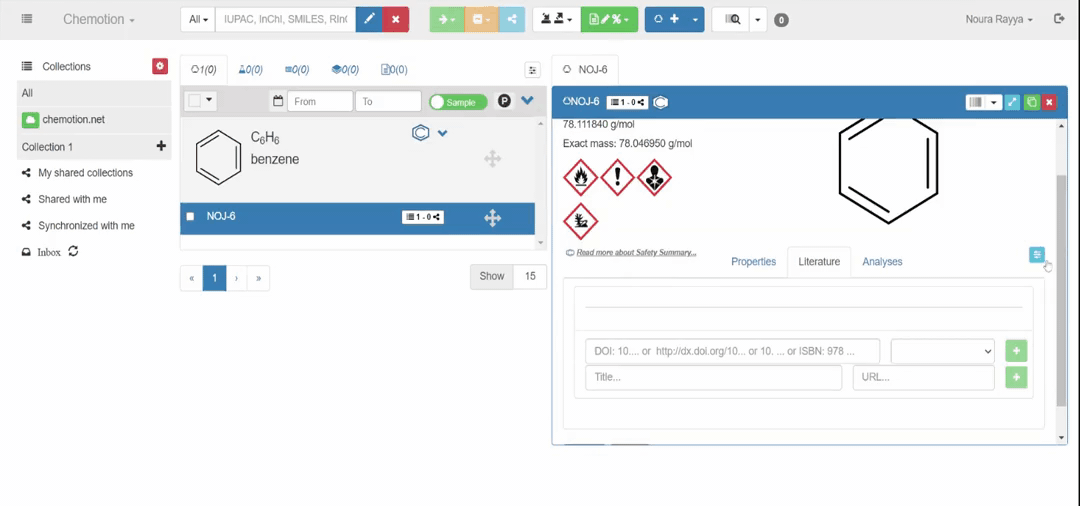 Chemotion
All
IUPAC, InChI, SMILES, RInC
0
Noura Rayya
Collections
All
chemotion.net
Collection 1
My shared collections
Shared with me
Synchronized with me
Inbox
1(0)
0(0)
0(0)
0(0)
0(0)
From
To
Sample
P
C6H6
benzene
C
NOJ-6
1 - 0
« 1 › »
Show 15
NOJ-6
NOJ-6
1 - 0
78.111840 g/mol
Exact mass: 78.046950 g/mol
Read more about Safety Summary...
Properties
Literature
Analyses
DOI: 10.... or http://dx.doi.org/10... or 10. ... or ISBN: 978 ...
Title...
URL...